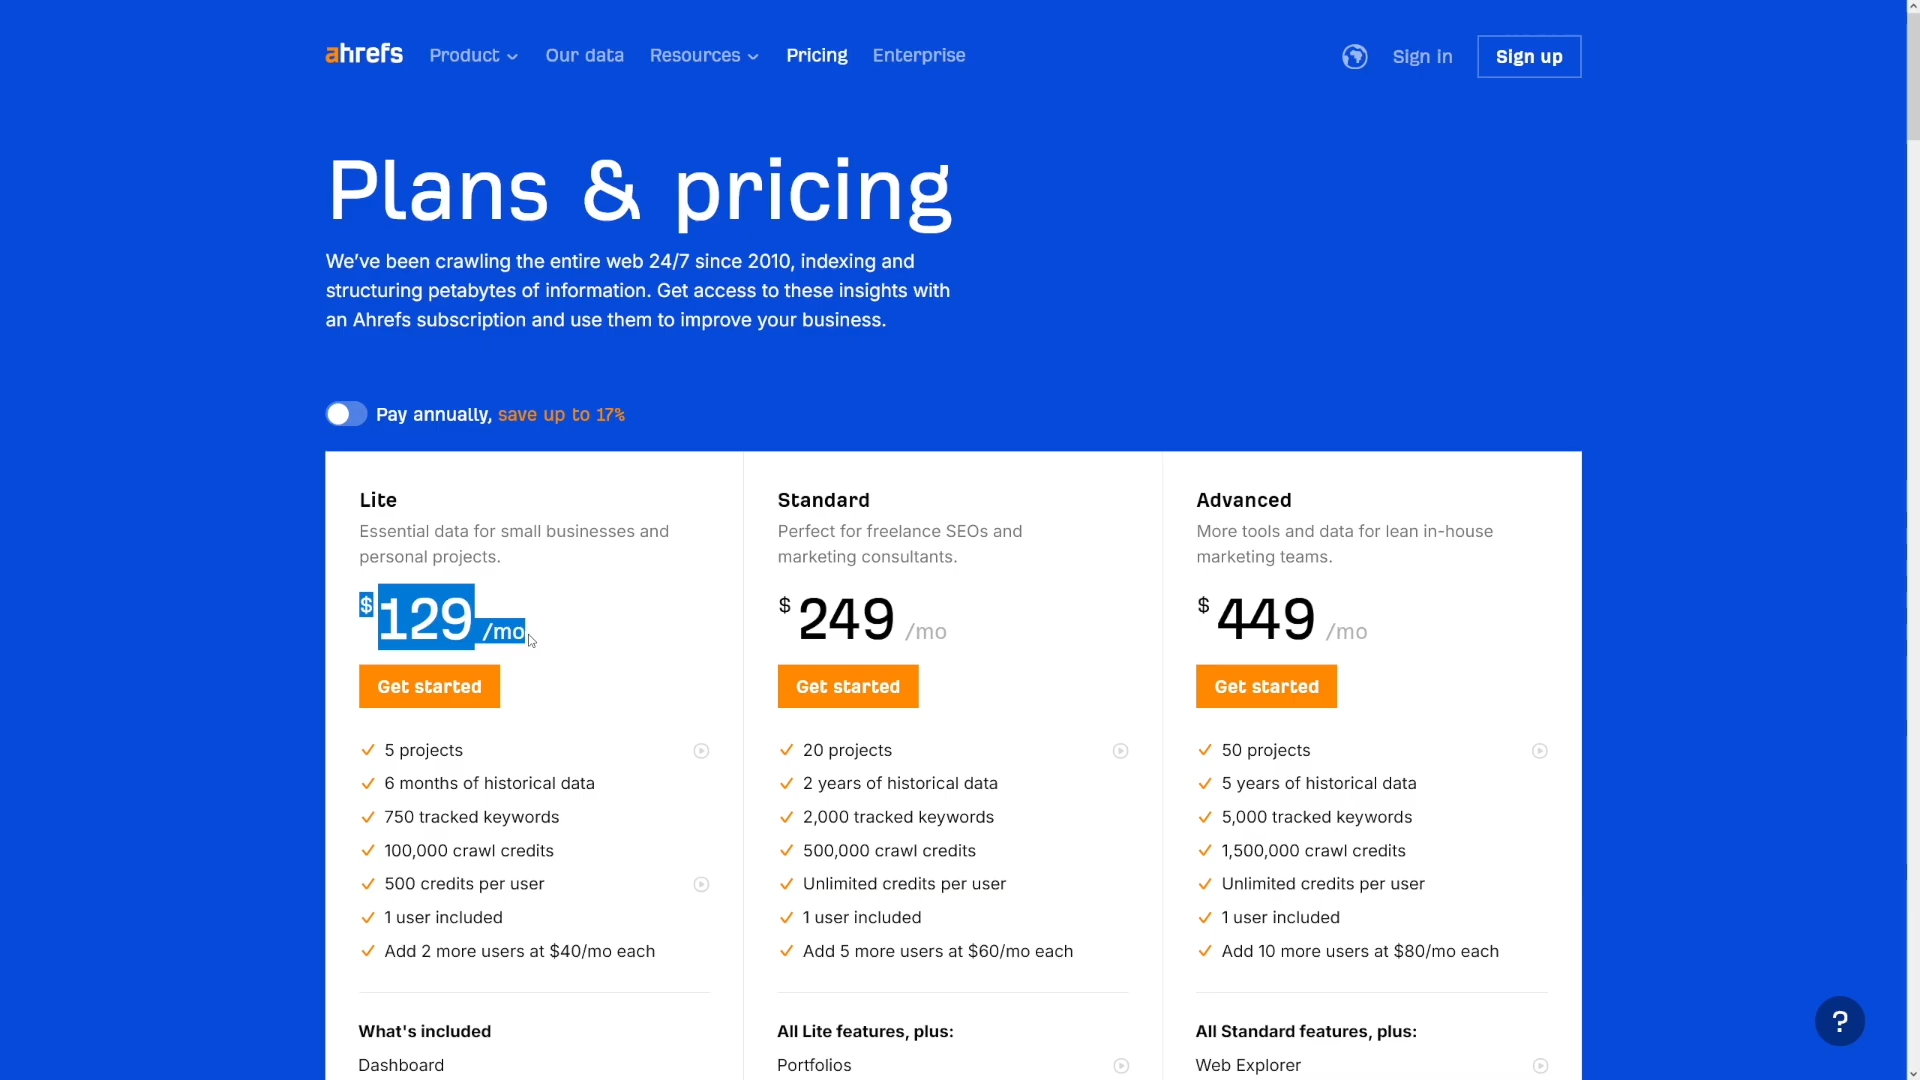 ahrefs Product Our data Resources Pricing Enterprise Sign in Sign up
Plans & pricing
We’ve been crawling the entire web 24/7 since 2010, indexing and
structuring petabytes of information. Get access to these insights with
an Ahrefs subscription and use them to improve your business.
Pay annually, save up to 17%
Lite
Essential data for small businesses and
personal projects.
$129 /mo
Get started
5 projects
6 months of historical data
750 tracked keywords
100,000 crawl credits
500 credits per user
1 user included
Add 2 more users at $40/mo each
What's included
Dashboard
Standard
Perfect for freelance SEOs and
marketing consultants.
$249 /mo
Get started
20 projects
2 years of historical data
2,000 tracked keywords
500,000 crawl credits
Unlimited credits per user
1 user included
Add 5 more users at $60/mo each
All Lite features, plus:
Portfolios
Advanced
More tools and data for lean in-house
marketing teams.
$449 /mo
Get started
50 projects
5 years of historical data
5,000 tracked keywords
1,500,000 crawl credits
Unlimited credits per user
1 user included
Add 10 more users at $80/mo each
All Standard features, plus:
Web Explorer
?